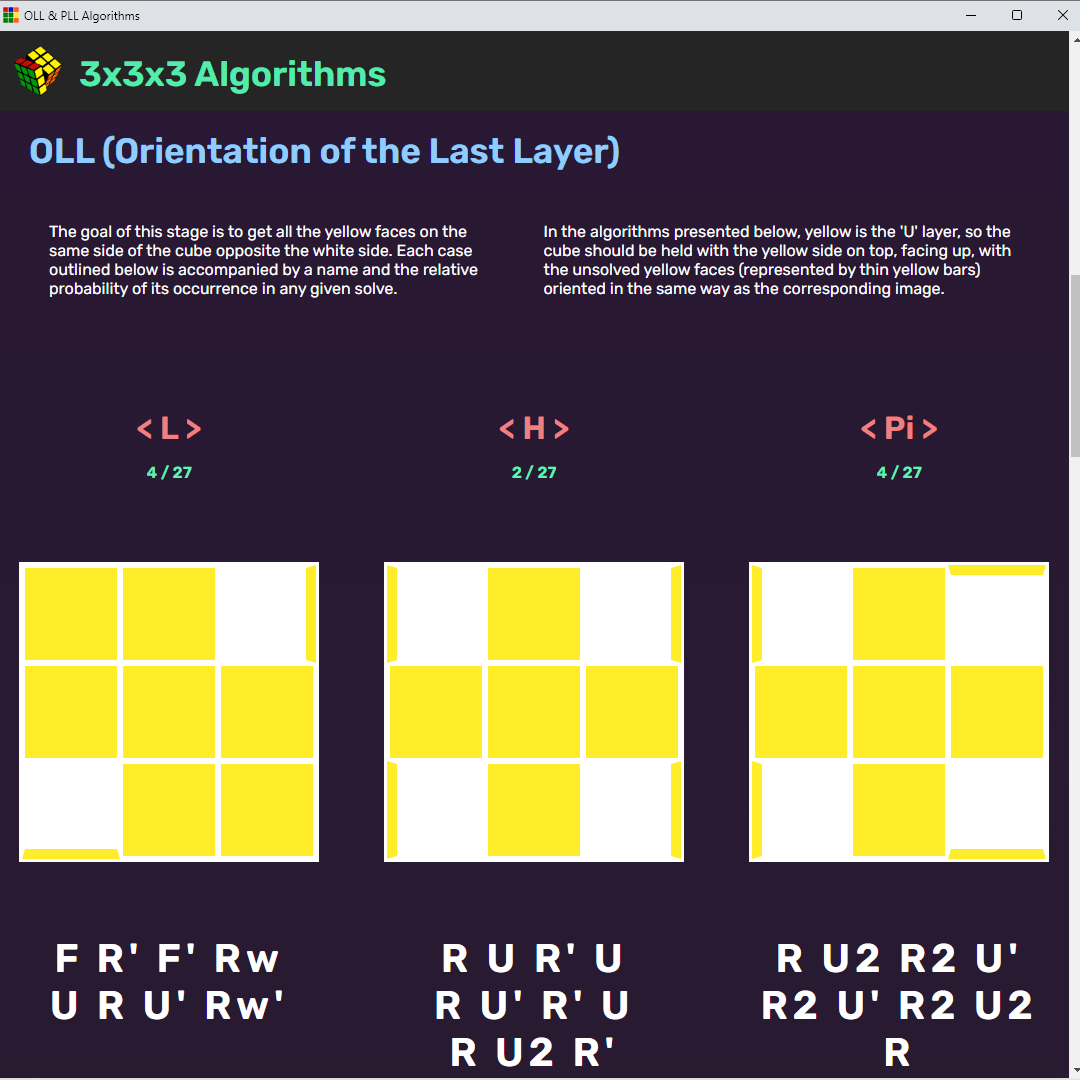 OLL & PLL Algorithms
3x3x3 Algorithms
OLL (Orientation of the Last Layer)
The goal of this stage is to get all the yellow faces on the
same side of the cube opposite the white side. Each case
outlined below is accompanied by a name and the relative
probability of its occurrence in any given solve.
In the algorithms presented below, yellow is the 'U' layer, so the
cube should be held with the yellow side on top, facing up, with
the unsolved yellow faces (represented by thin yellow bars)
oriented in the same way as the corresponding image.
< L >
4 / 27
< H >
2 / 27
< Pi >
4 / 27
F R' F' Rw
U R U' Rw'
R U R' U
R U' R' U
R U2 R'
R U2 R2 U'
R2 U' R2 U2
R